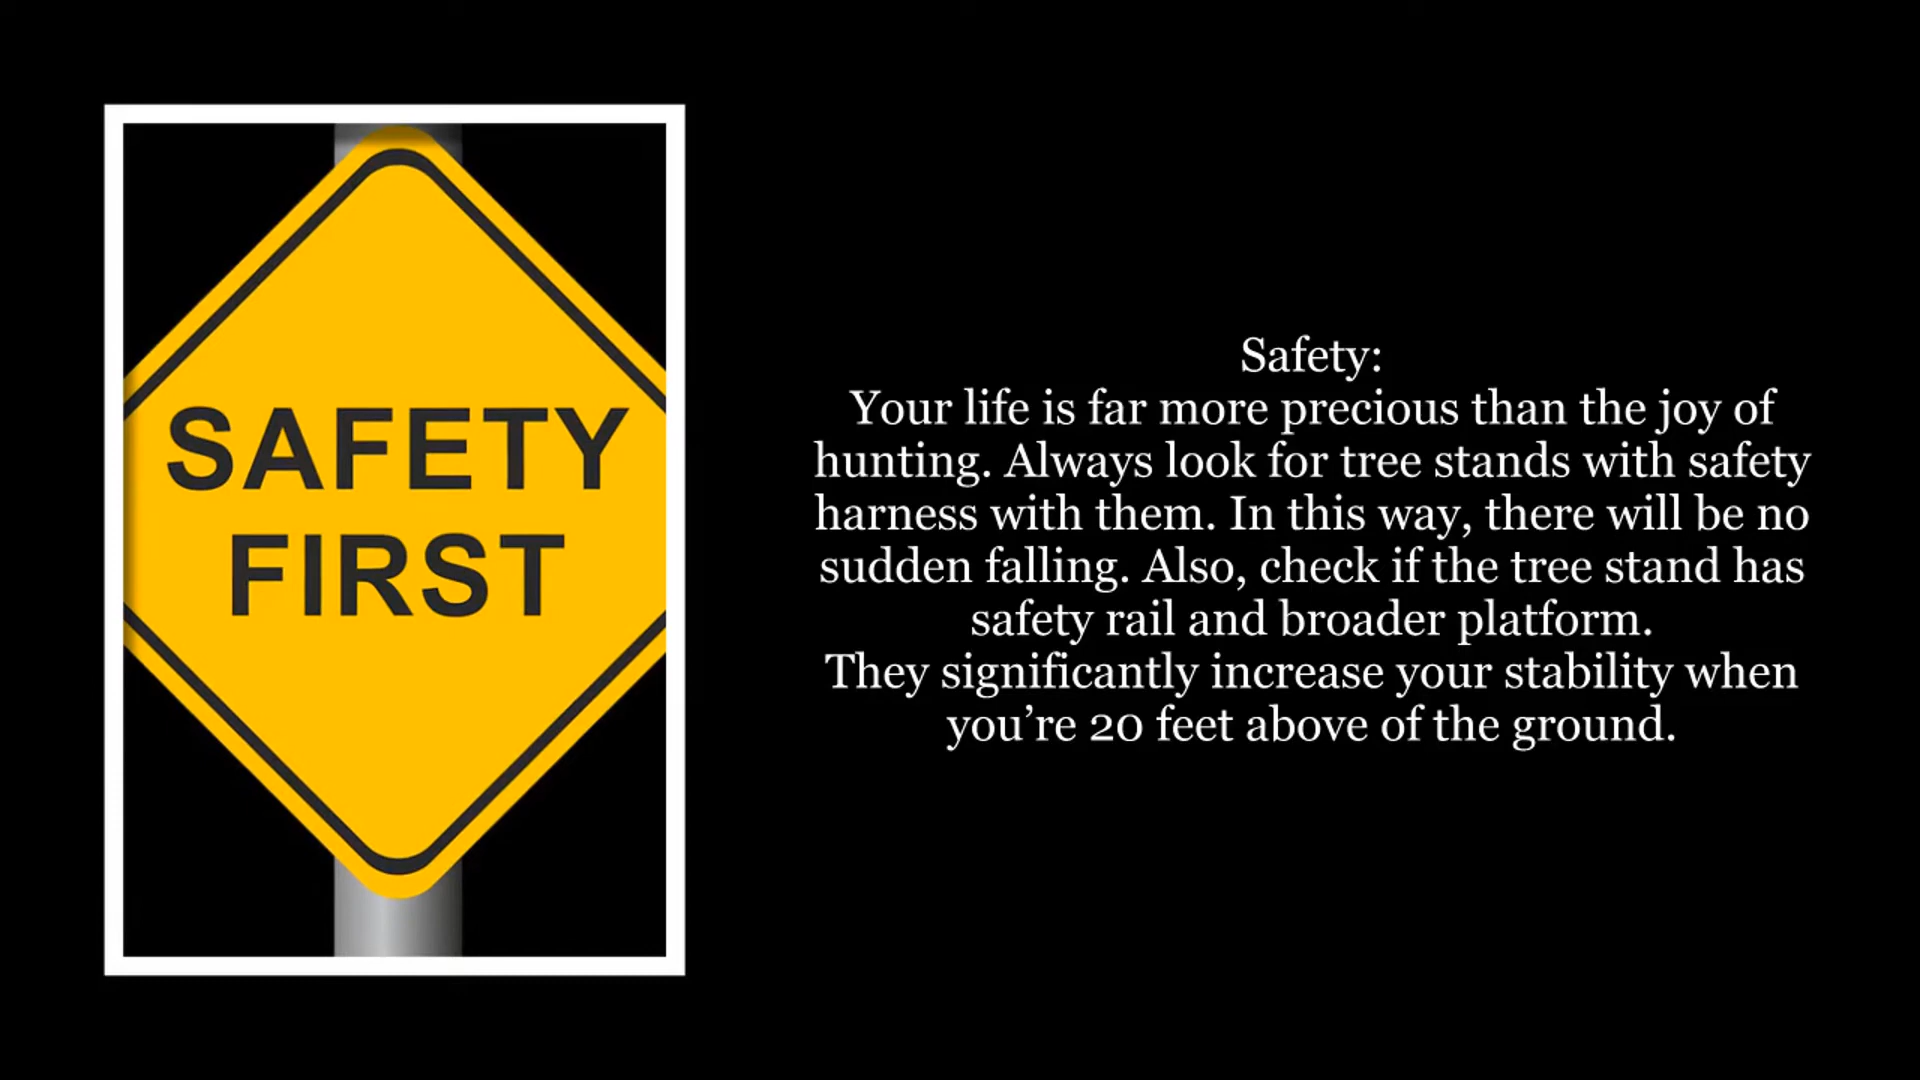 SAFETY
FIRST
Safety:
Your life is far more precious than the joy of
hunting. Always look for tree stands with safety
harness with them. In this way, there will be no
sudden falling. Also, check if the tree stand has
safety rail and broader platform.
They significantly increase your stability when
you’re 20 feet above of the ground.